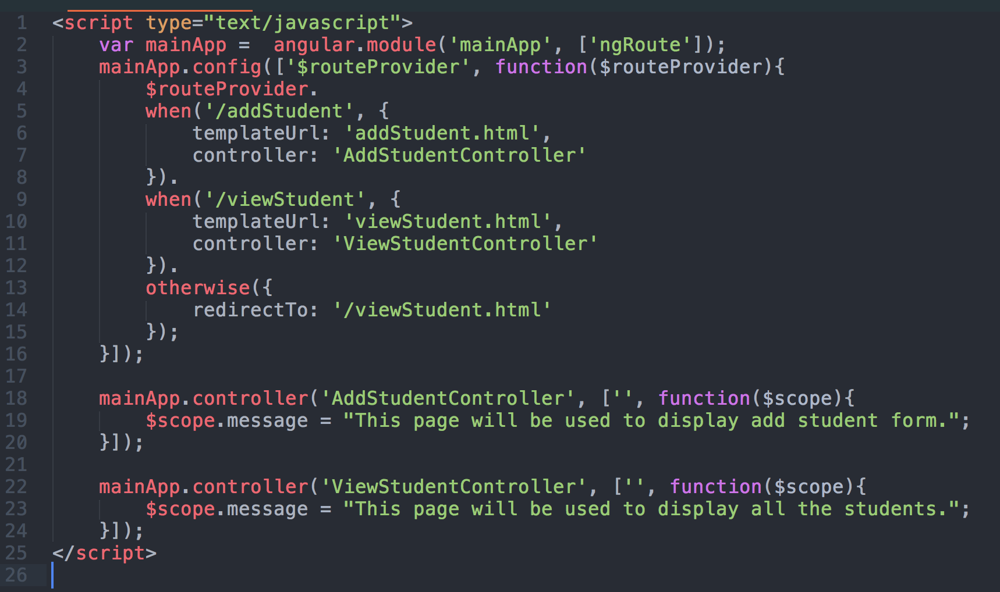 1 <script type="text/javascript">
2     var mainApp =  angular.module('mainApp', ['ngRoute']);
3     mainApp.config(['$routeProvider', function($routeProvider){
4         $routeProvider.
5         when('/addStudent', {
6             templateUrl: 'addStudent.html',
7             controller: 'AddStudentController'
8         }).
9         when('/viewStudent', {
10             templateUrl: 'viewStudent.html',
11             controller: 'ViewStudentController'
12         }).
13         otherwise({
14             redirectTo: '/viewStudent.html'
15         });
16     }]);
17
18     mainApp.controller('AddStudentController', ['', function($scope){
19         $scope.message = "This page will be used to display add student form.";
20     }]);
21
22     mainApp.controller('ViewStudentController', ['', function($scope){
23         $scope.message = "This page will be used to display all the students.";
24     }]);
25 </script>
26